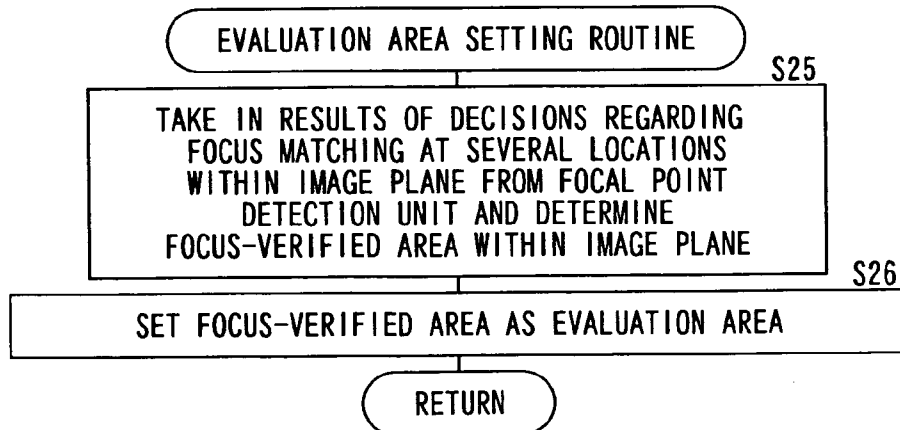 EVALUATION AREA SETTING ROUTINE
S25
TAKE IN RESULTS OF DECISIONS REGARDING
FOCUS MATCHING AT SEVERAL LOCATIONS
WITHIN IMAGE PLANE FROM FOCAL POINT
DETECTION UNIT AND DETERMINE
FOCUS-VERIFIED AREA WITHIN IMAGE PLANE
S26
SET FOCUS-VERIFIED AREA AS EVALUATION AREA
RETURN